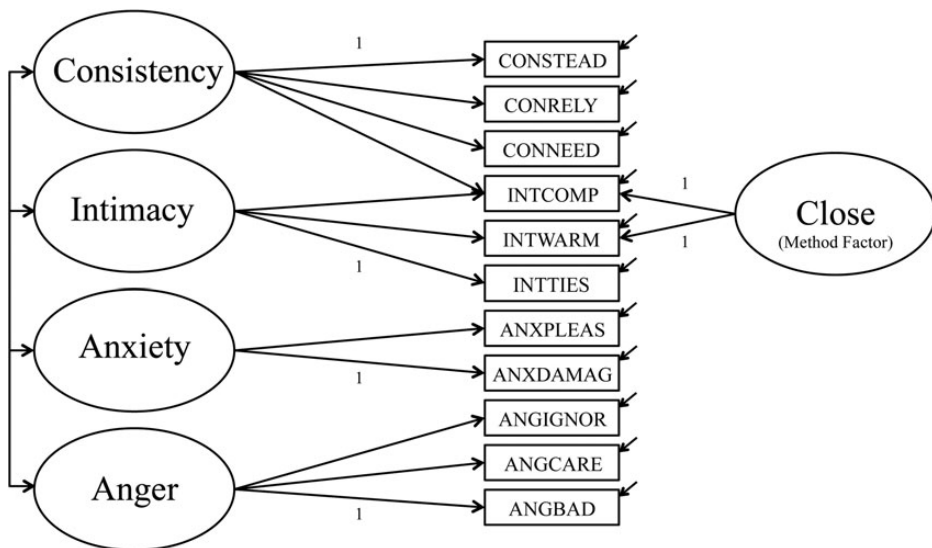 1
CONSTEAD
Consistency
CONRELY
CONNEED
INTCOMP
1
Intimacy
Close
INTWARM
(Method Factor)
1
1
INTTIES
ANXPLEAS
Anxiety
1
ANXDAMAG
ANGIGNOR
ANGCARE
Anger
1
ANGBAD